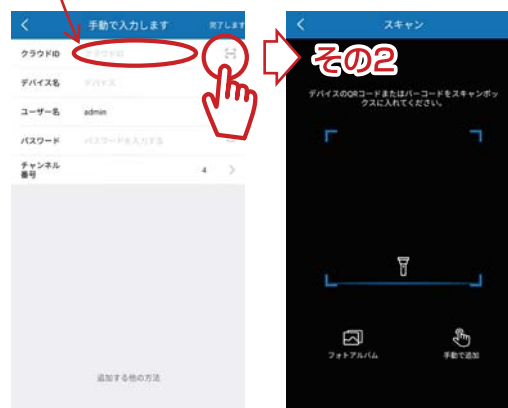 手動で入力します
完了します
クラウドID
クラウドID
デバイス名
デバイス
ユーザー名
admin
パスワード
パスワードを入力する
チャンネル
番号
4
追加する他の方法
スキャン
その2
デバイスのQRコードまたはバーコードをスキャンボッ
クスに入れてください。
フォトアルバム
手動で追加